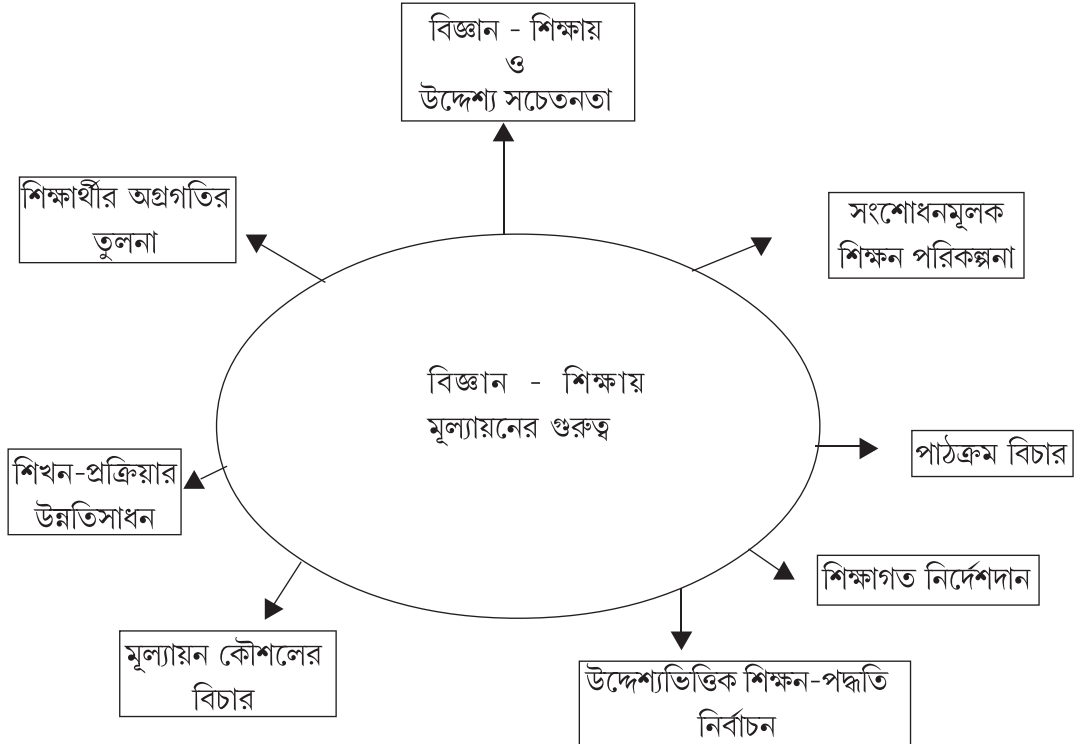 বিজ্ঞান - শিক্ষায়
ও
উদ্দেশ্য সচেতনতা
শিক্ষার্থীর অগ্রগতির
তুলনা
সংশোধনমূলক
শিক্ষন পরিকল্পনা
বিজ্ঞান - শিক্ষায়
মূল্যায়নের গুরুত্ব
পাঠক্রম বিচার
শিখন-প্রক্রিয়ার
উন্নতিসাধন
শিক্ষাগত নির্দেশদান
মূল্যায়ন কৌশলের
বিচার
উদ্দেশ্যভিত্তিক শিক্ষন-পদ্ধতি
নির্বাচন